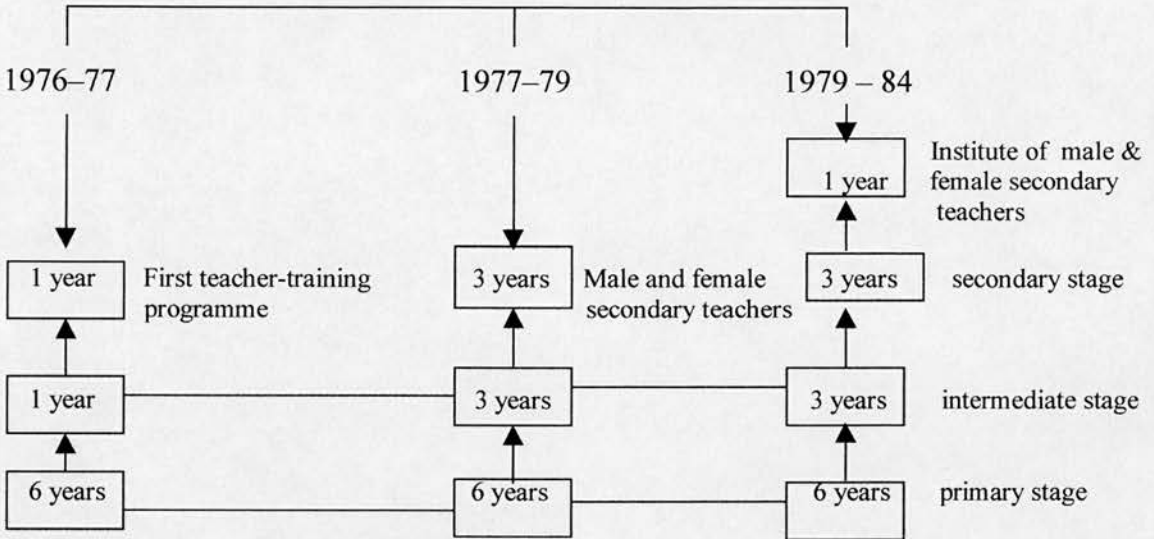 1976–77 1977–79 1979 – 84
Institute of male &
1 year female secondary
teachers
1 year First teacher-training 3 years Male and female 3 years secondary stage
programme secondary teachers
1 year 3 years 3 years intermediate stage
6 years 6 years 6 years primary stage